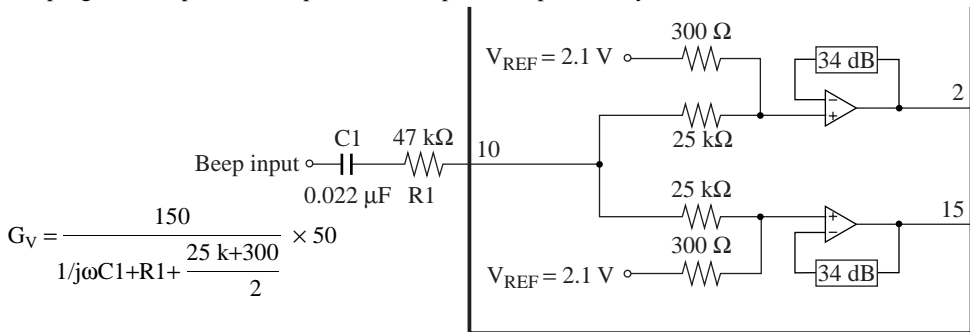 300 Ω
V_REF = 2.1 V
34 dB
2
25 kΩ
C1
47 kΩ
10
Beep input
0.022 µF R1
25 kΩ
15
G_V = 150 / (1/jωC1+R1+ (25 k+300)/2) × 50
300 Ω
V_REF = 2.1 V
34 dB